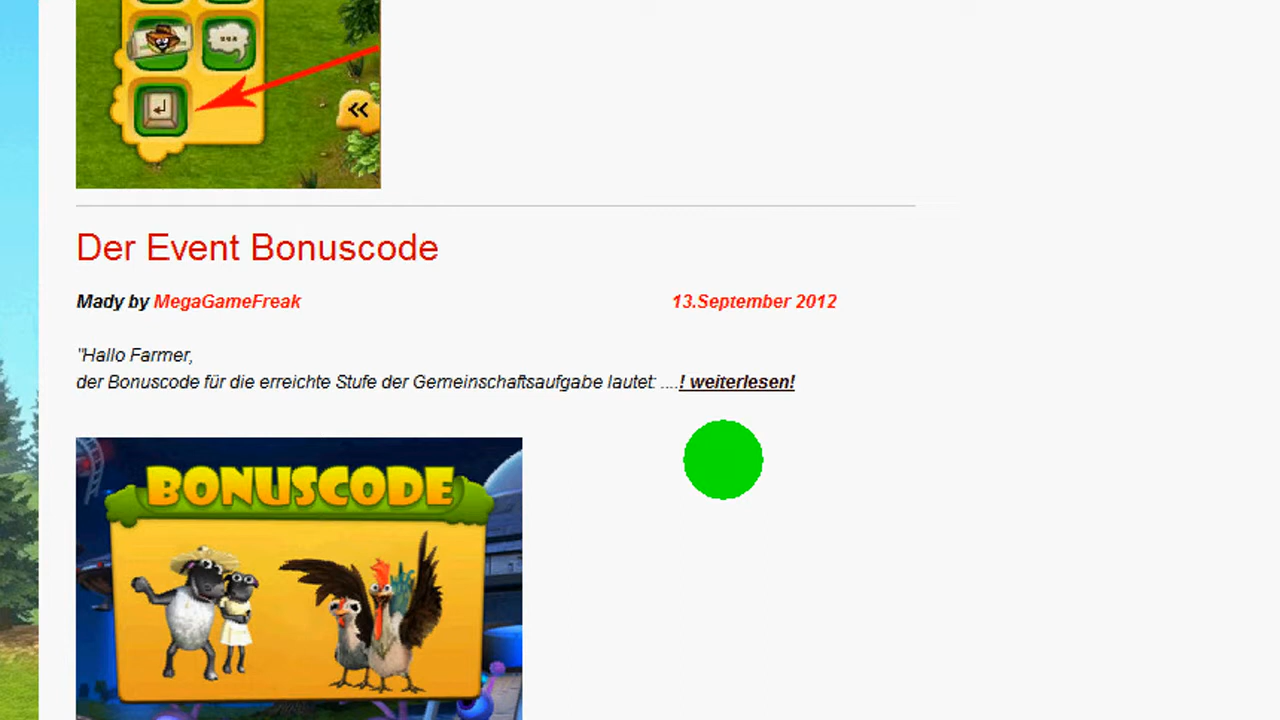 Der Event Bonuscode
Mady by MegaGameFreak 13.September 2012
"Hallo Farmer,
der Bonuscode für die erreichte Stufe der Gemeinschaftsaufgabe lautet: ....! weiterlesen!
BONUSCODE